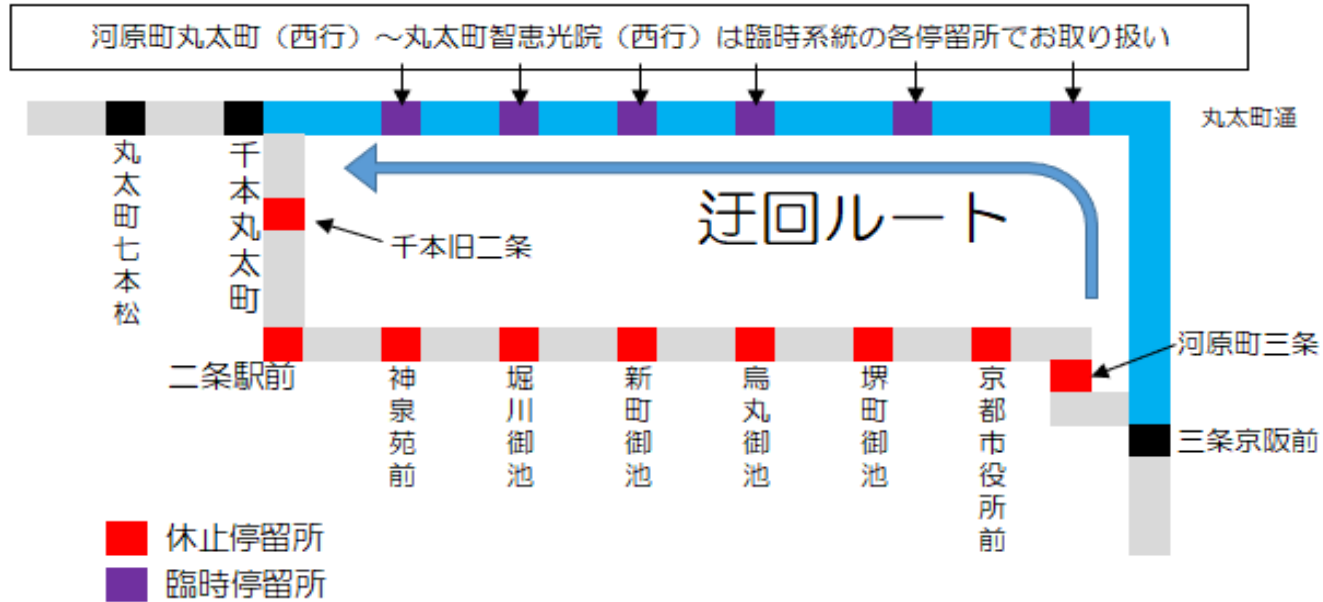 河原町丸太町（西行）～丸太町智恵光院（西行）は臨時系統の各停留所でお取り扱い
丸太町通
丸太町七本松
千本丸太町
迂回ルート
千本旧二条
河原町三条
二条駅前
神泉苑前
堀川御池
新町御池
烏丸御池
堺町御池
京都市役所前
三条京阪前
休止停留所
臨時停留所